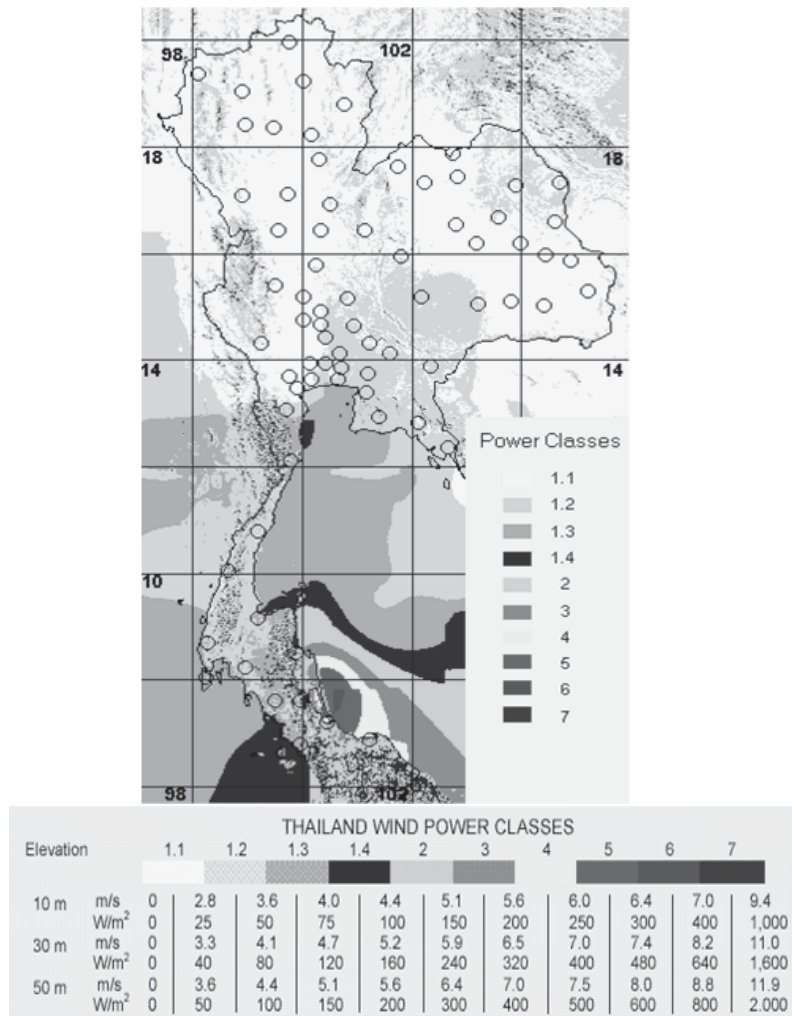 98 102
18 18
14 14
Power Classes
1.1
1.2
1.3
1.4
2
3
4
5
6
7
10
98 102
THAILAND WIND POWER CLASSES
Elevation 1.1 1.2 1.3 1.4 2 3 4 5 6 7
10 m m/s 0 2.8 3.6 4.0 4.4 5.1 5.6 6.0 6.4 7.0 9.4
W/m² 0 25 50 75 100 150 200 250 300 400 1,000
30 m m/s 0 3.3 4.1 4.7 5.2 5.9 6.5 7.0 7.4 8.2 11.0
W/m² 0 40 80 120 160 240 320 400 480 640 1,600
50 m m/s 0 3.6 4.4 5.1 5.6 6.4 7.0 7.5 8.0 8.8 11.9
W/m² 0 50 100 150 200 300 400 500 600 800 2.000